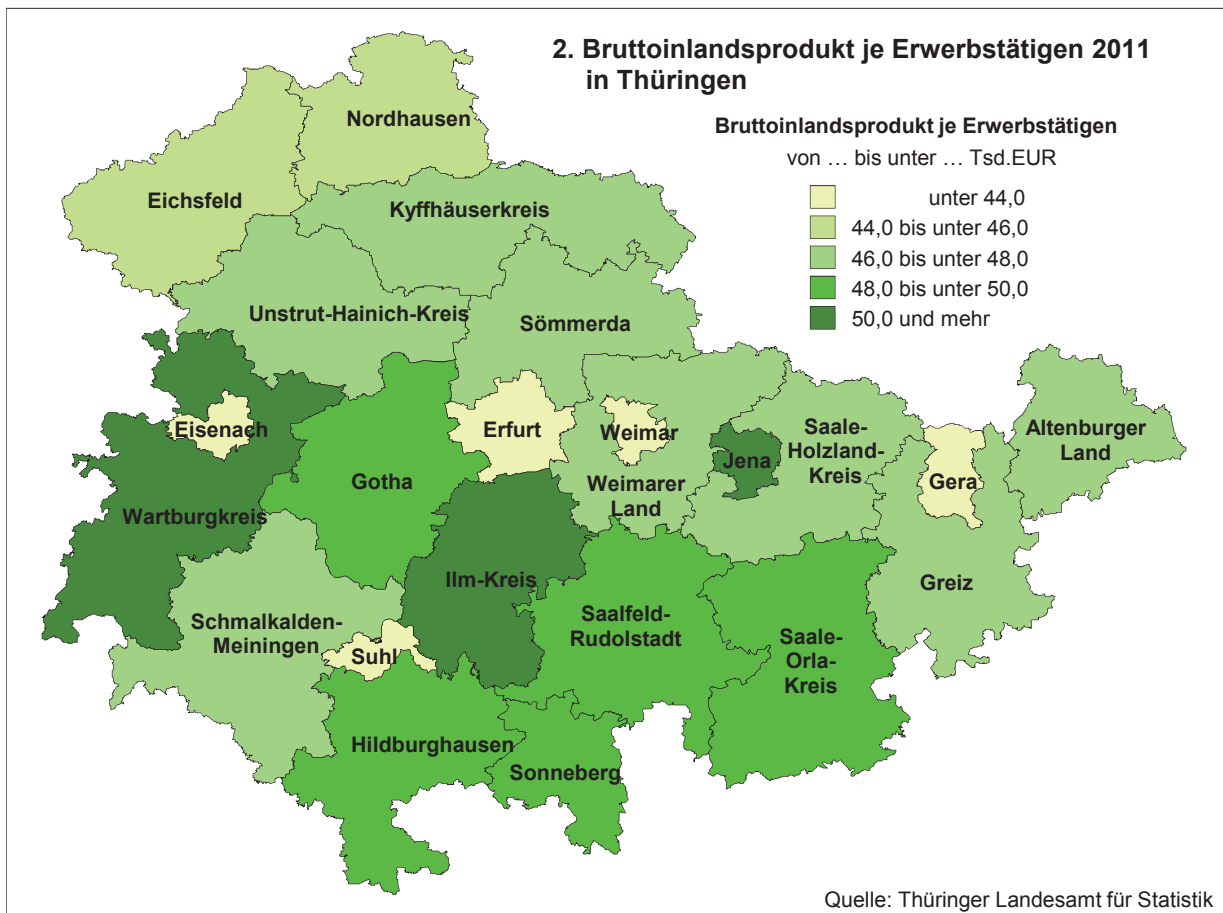 2. Bruttoinlandsprodukt je Erwerbstätigen 2011
in Thüringen
Bruttoinlandsprodukt je Erwerbstätigen
von … bis unter … Tsd.EUR
unter 44,0
44,0 bis unter 46,0
46,0 bis unter 48,0
48,0 bis unter 50,0
50,0 und mehr
Nordhausen
Eichsfeld
Kyffhäuserkreis
Unstrut-Hainich-Kreis
Sömmerda
Eisenach
Erfurt
Weimar
Jena
Saale-
Holzland-
Kreis
Altenburger
Land
Gera
Gotha
Weimarer
Land
Wartburgkreis
Ilm-Kreis
Greiz
Schmalkalden-
Meiningen
Suhl
Saalfeld-
Rudolstadt
Saale-
Orla-
Kreis
Hildburghausen
Sonneberg
Quelle: Thüringer Landesamt für Statistik